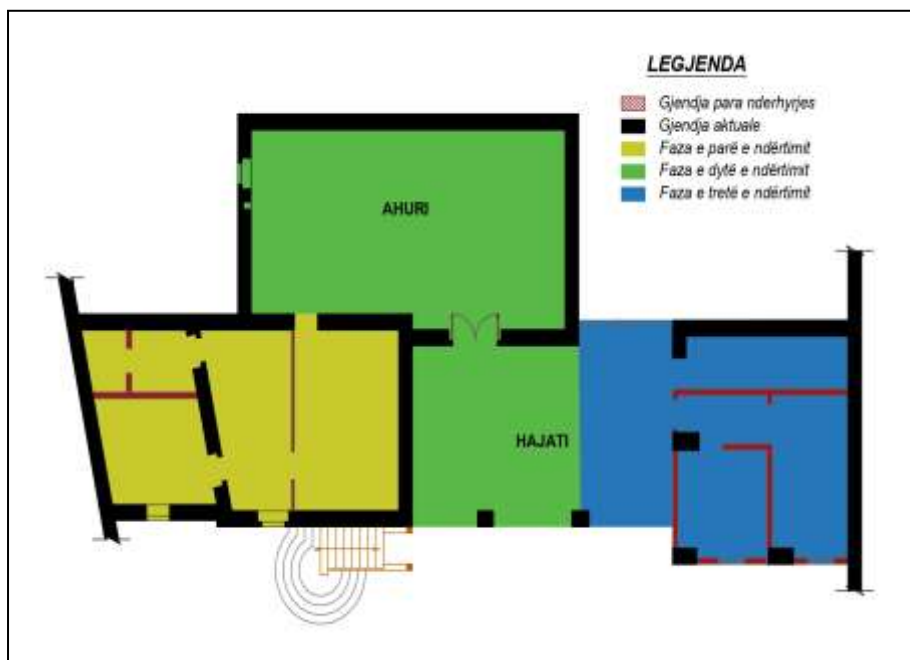 LEGJENDA
Gjendja para nderhyrjes
Gjendja aktuale
Faza e parë e ndërtimit
Faza e dytë e ndërtimit
Faza e tretë e ndërtimit
AHURI
HAJATI